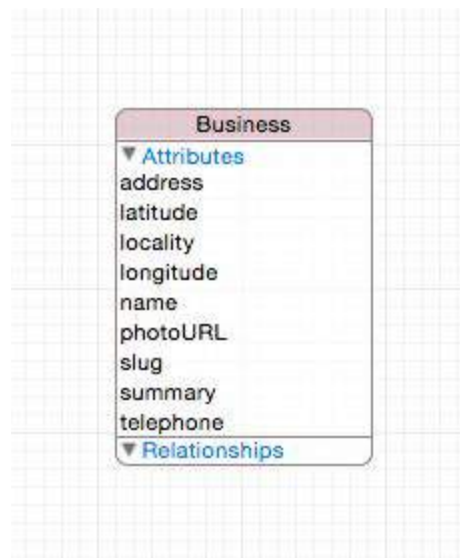 Business
Attributes
address
latitude
locality
longitude
name
photoURL
slug
summary
telephone
Relationships